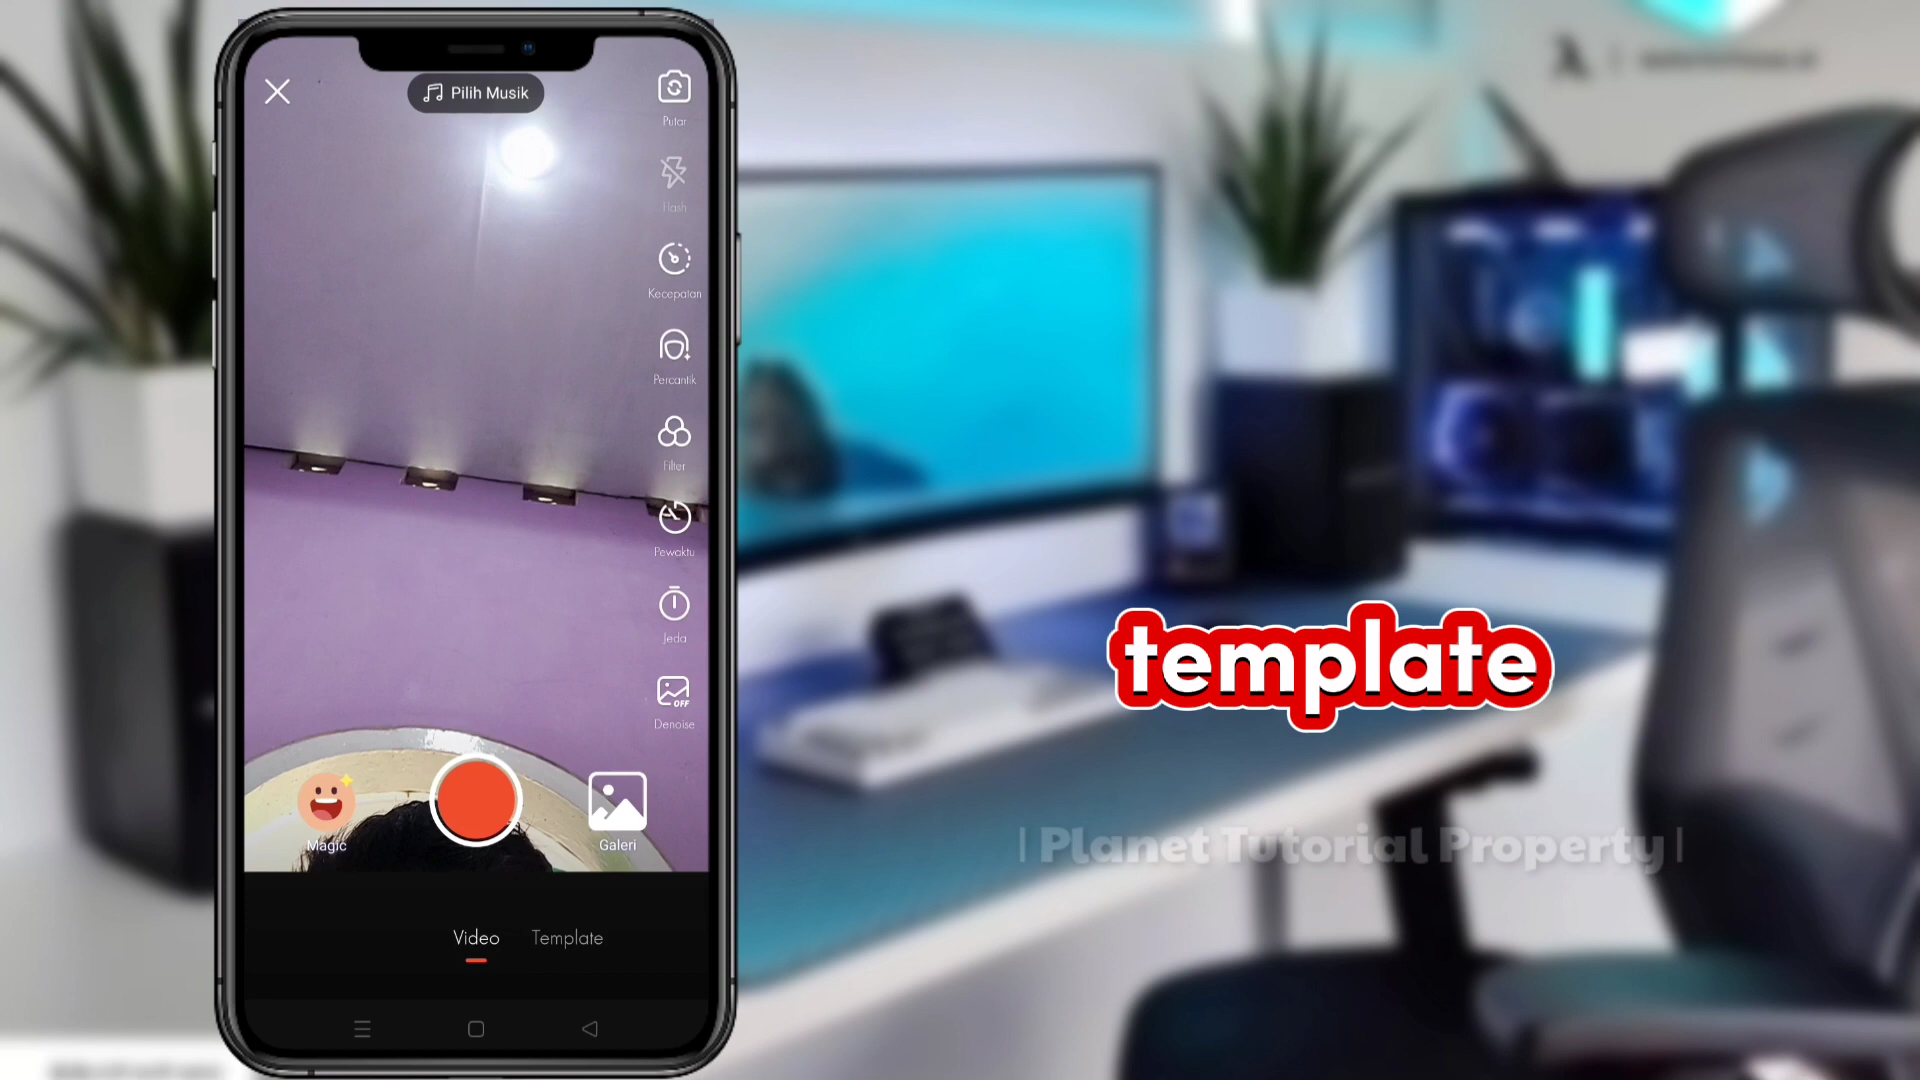 Pilih Musik
Putar
Flash
Kecepatan
Percantik
Filter
Pewaktu
Jeda
OFF
Denoise
Magic
Galeri
Video
Template
template
| Planet Tutorial Property |